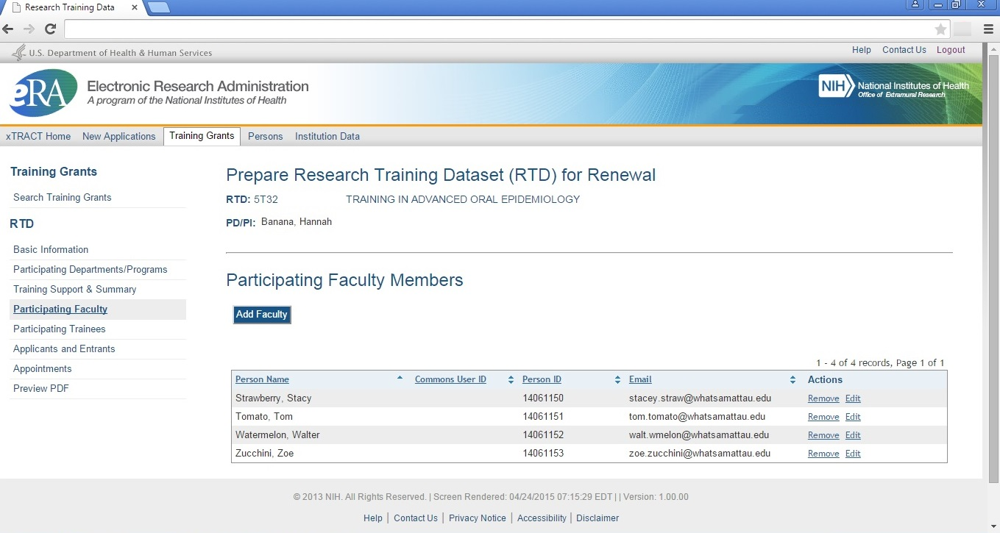 Research Training Data
U.S. Department of Health & Human Services
Help Contact Us Logout
eRA
Electronic Research Administration
A program of the National Institutes of Health
NIH National Institutes of Health
Office of Extramural Research
xTRACT Home New Applications Training Grants Persons Institution Data
Training Grants
Search Training Grants
RTD
Basic Information
Participating Departments/Programs
Training Support & Summary
Participating Faculty
Participating Trainees
Applicants and Entrants
Appointments
Preview PDF
Prepare Research Training Dataset (RTD) for Renewal
RTD: 5T32 TRAINING IN ADVANCED ORAL EPIDEMIOLOGY
PD/PI: Banana, Hannah
Participating Faculty Members
Add Faculty
1 - 4 of 4 records, Page 1 of 1
Person Name Commons User ID Person ID Email Actions
Strawberry, Stacy 14061150 stacey.straw@whatsamattau.edu Remove Edit
Tomato, Tom 14061151 tom.tomato@whatsamattau.edu Remove Edit
Watermelon, Walter 14061152 walt.wmelon@whatsamattau.edu Remove Edit
Zucchini, Zoe 14061153 zoe.zucchini@whatsamattau.edu Remove Edit
© 2013 NIH. All Rights Reserved. | Screen Rendered: 04/24/2015 07:15:29 EDT | | Version: 1.00.00
Help | Contact Us | Privacy Notice | Accessibility | Disclaimer